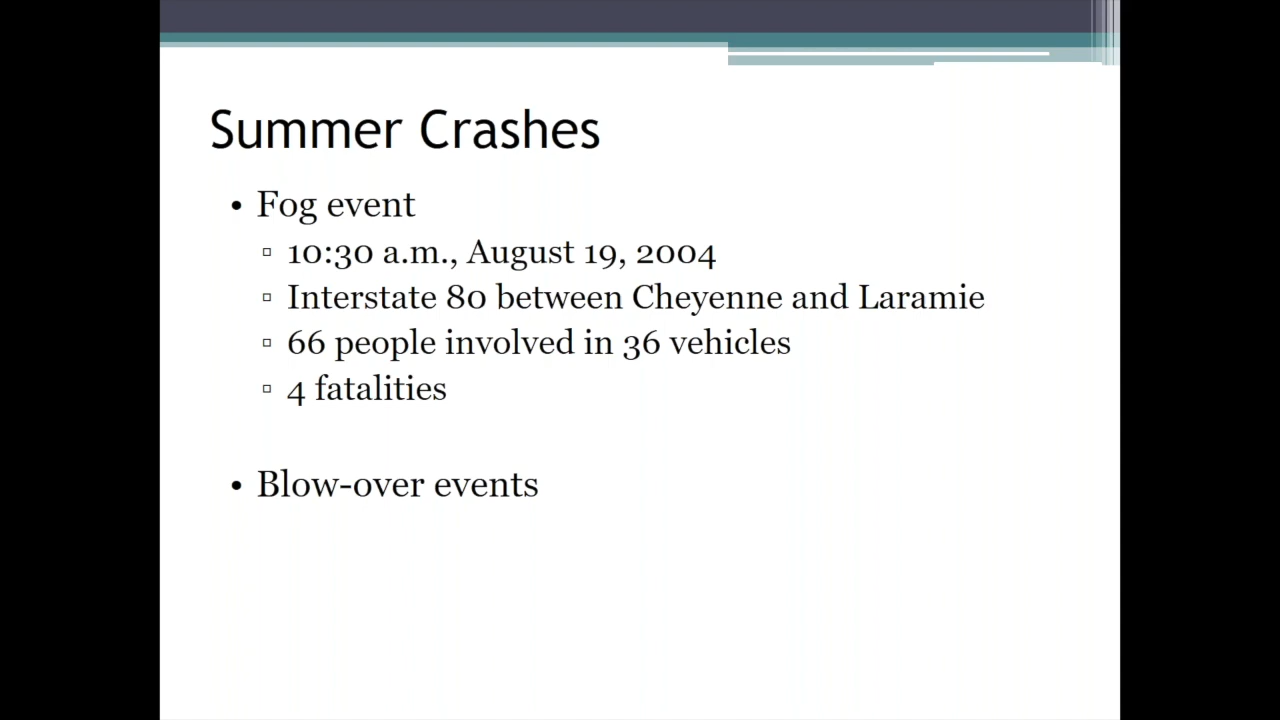 Summer Crashes
• Fog event
▫ 10:30 a.m., August 19, 2004
▫ Interstate 80 between Cheyenne and Laramie
▫ 66 people involved in 36 vehicles
▫ 4 fatalities
• Blow-over events